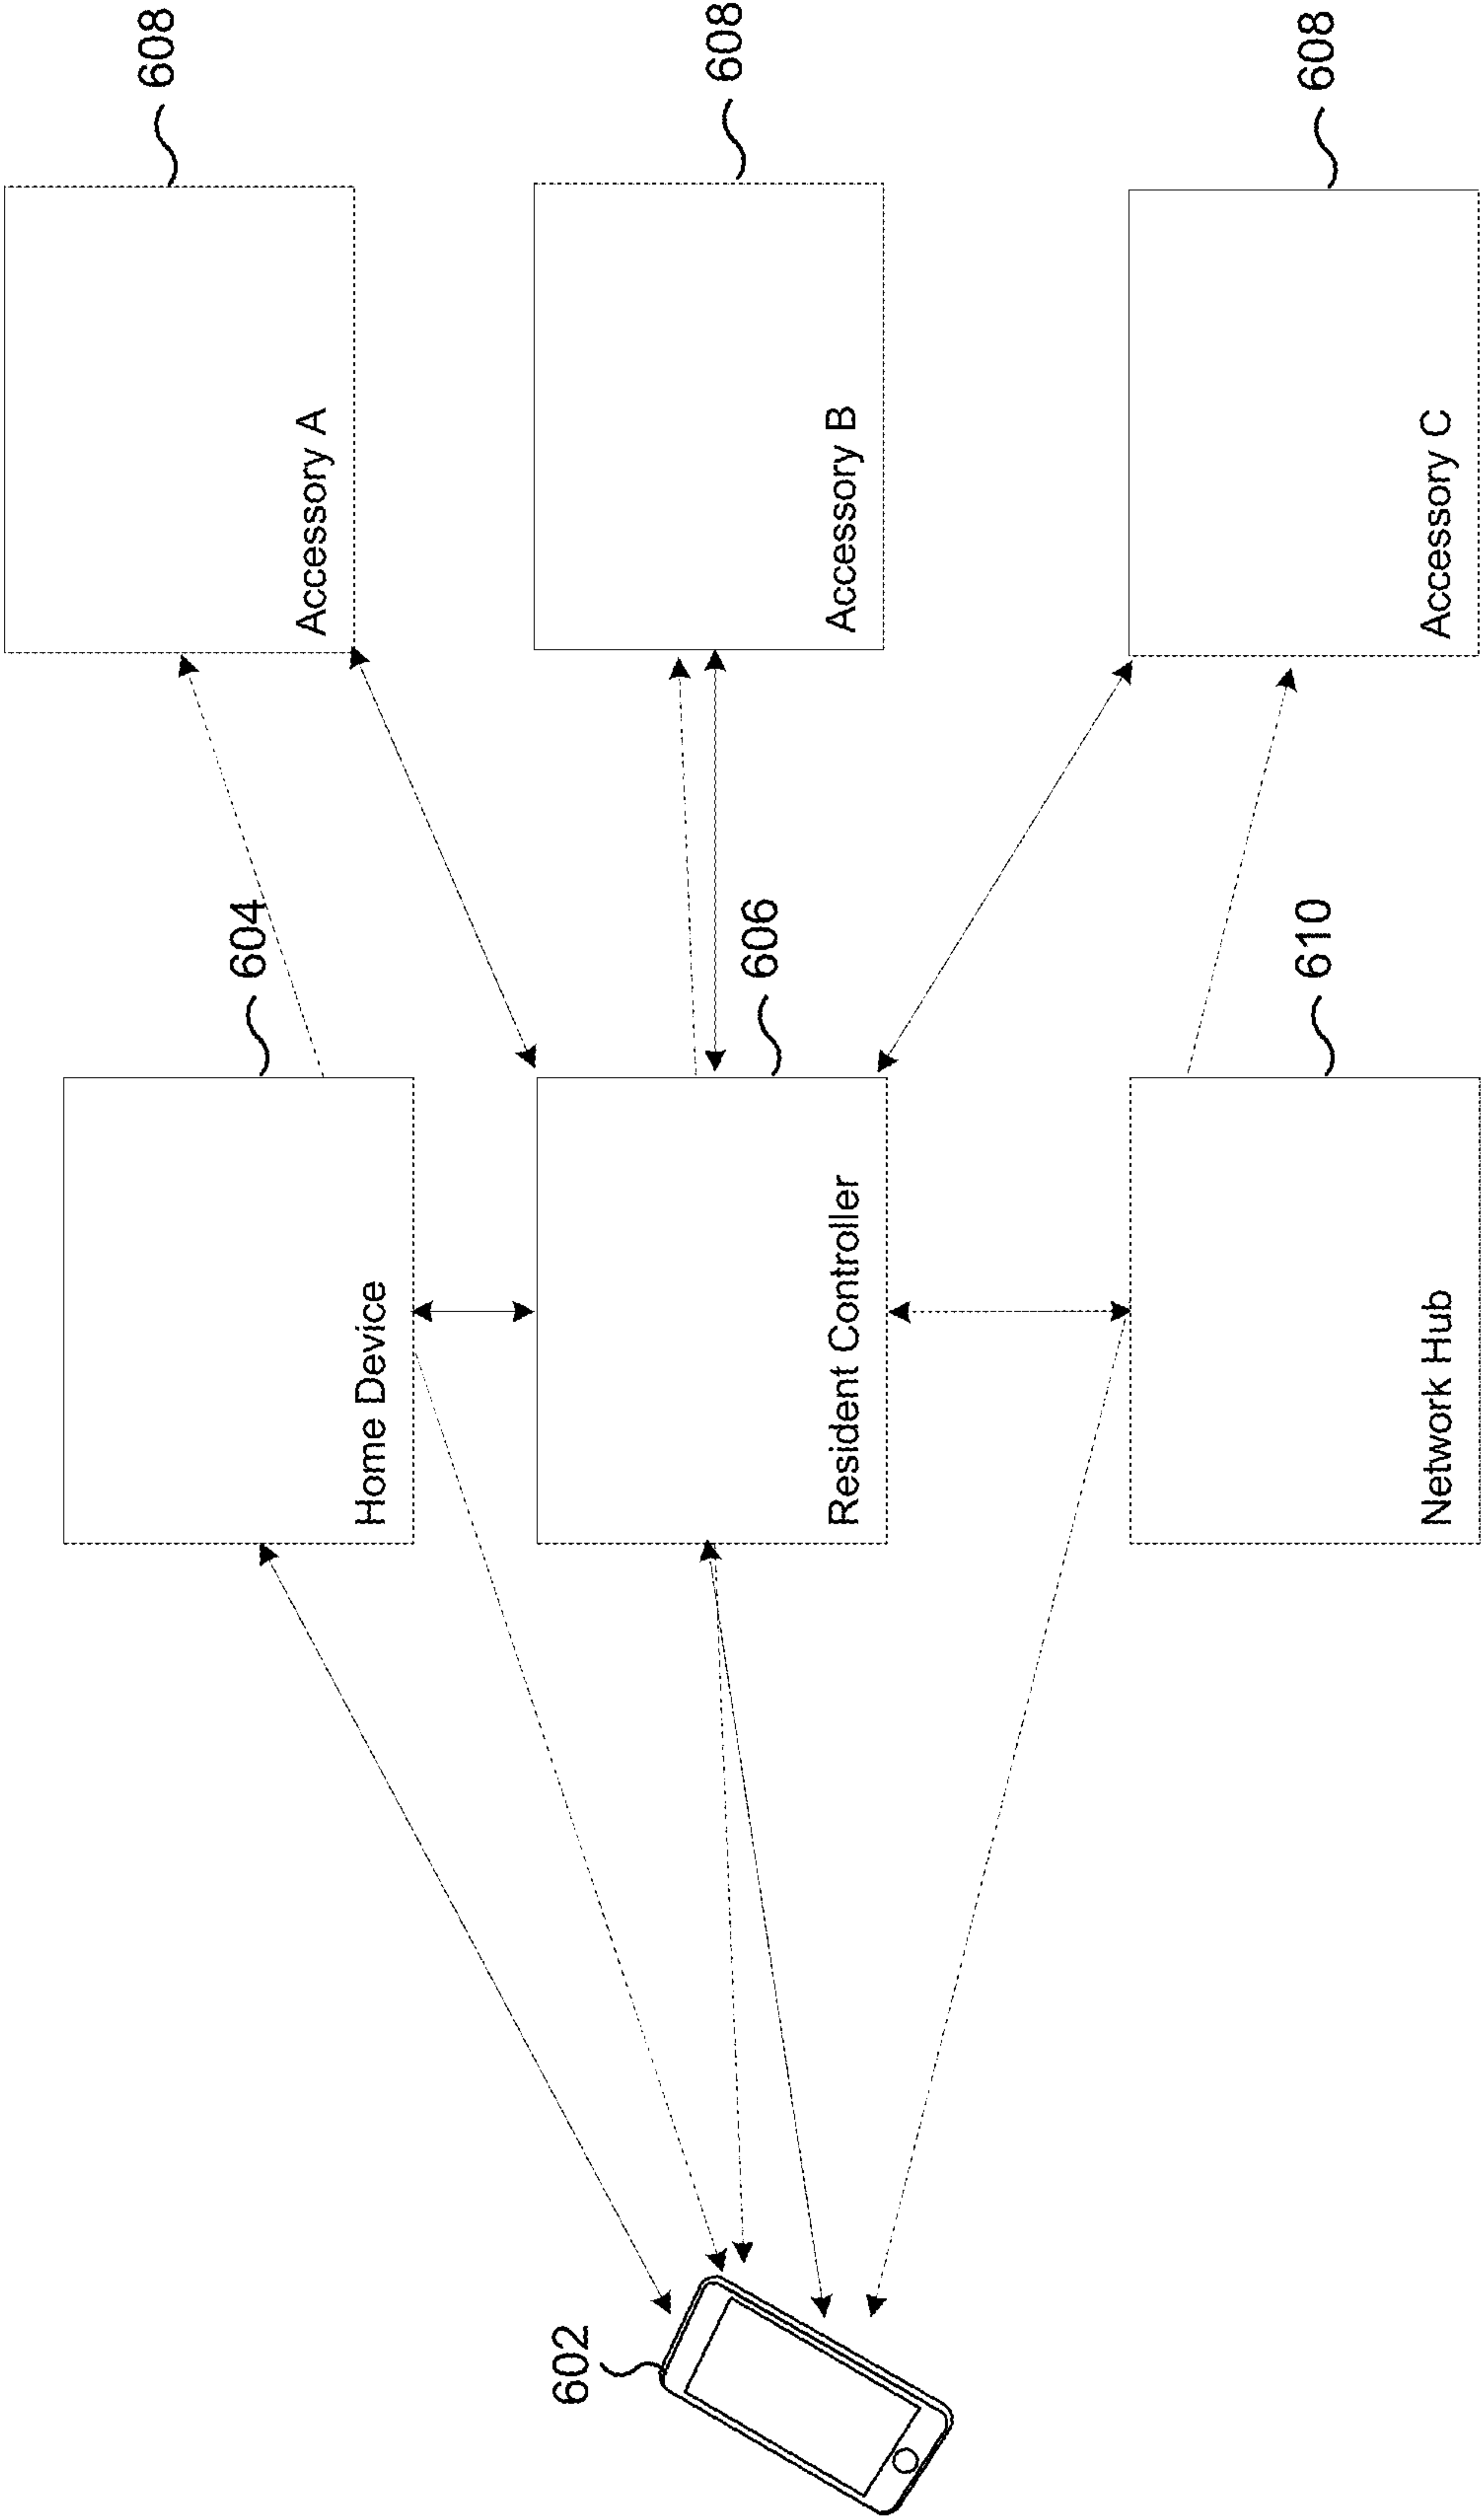 602
Home Device
604
Resident Controller
606
Network Hub
610
Accessory A
608
Accessory B
608
Accessory C
608